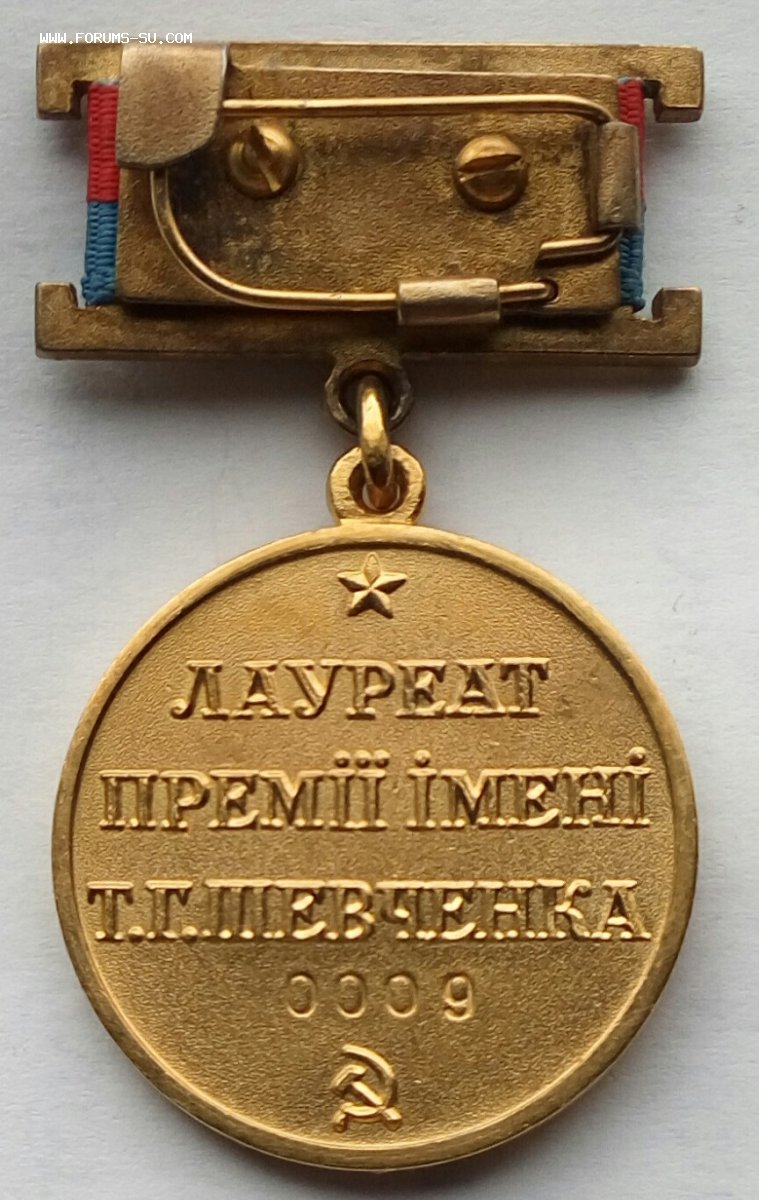 WWW.FORUMS-SU.COM
ЛАУРЕАТ
ПРЕМІЇ ІМЕНІ
Т.Г.ШЕВЧЕНКА
0009